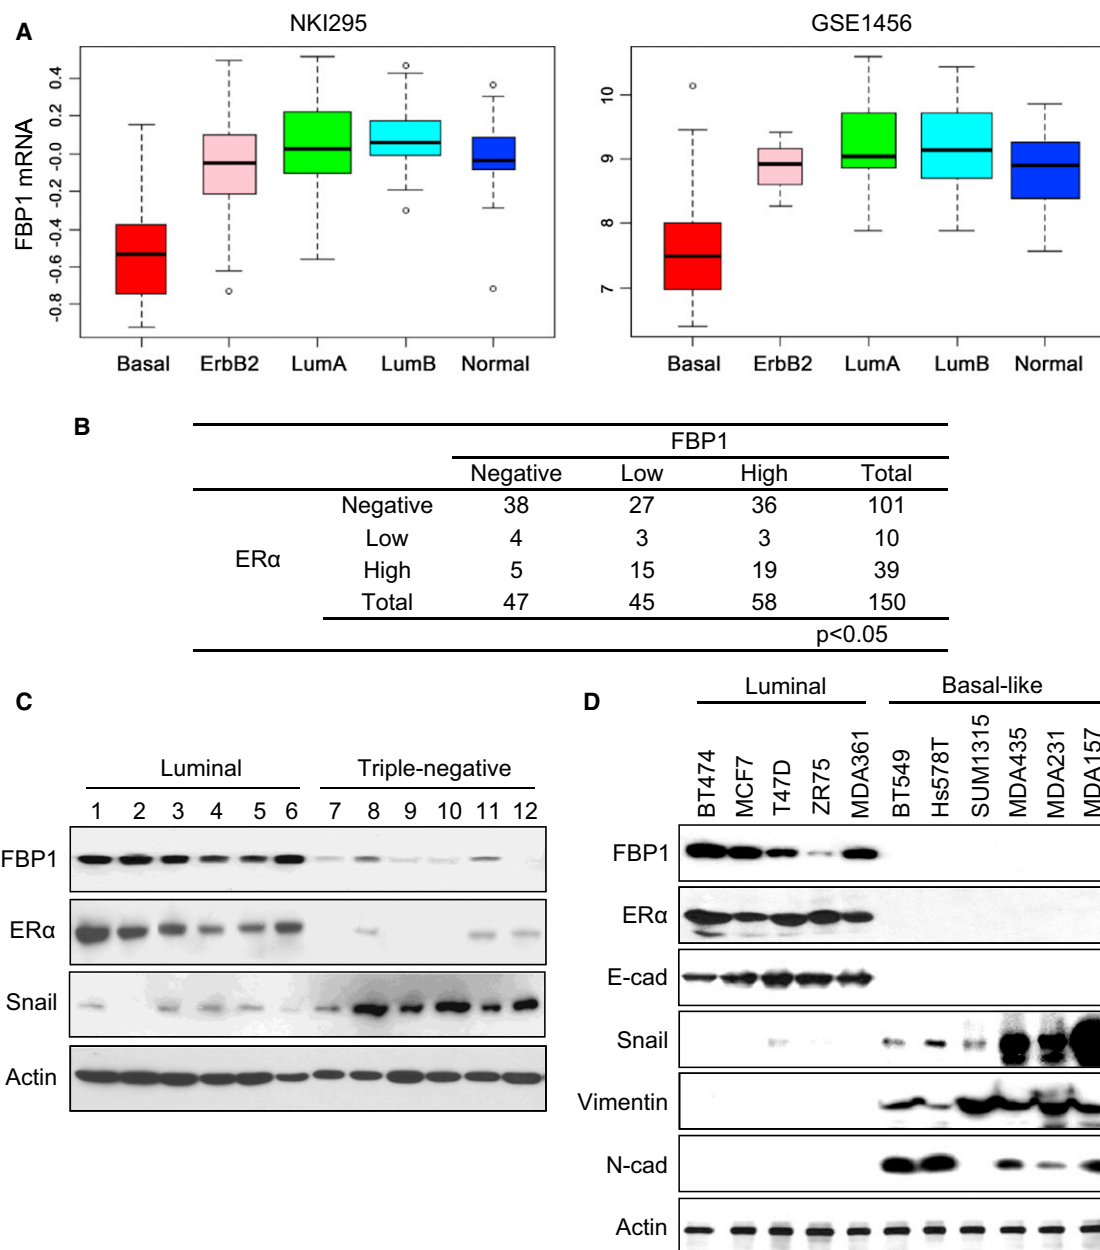 A
NKI295
GSE1456
FBP1 mRNA
0.4
0.2
-0.0
-0.2
-0.4
-0.6
-0.8
Basal ErbB2 LumA LumB Normal
10
9
8
7
Basal ErbB2 LumA LumB Normal
B
FBP1
Negative Low High Total
ERα
Negative 38 27 36 101
Low 4 3 3 10
High 5 15 19 39
Total 47 45 58 150
p<0.05
C
Luminal Triple-negative
1 2 3 4 5 6 7 8 9 10 11 12
FBP1
ERα
Snail
Actin
D
Luminal Basal-like
BT474 MCF7 T47D ZR75 MDA361 BT549 Hs578T SUM1315 MDA435 MDA231 MDA157
FBP1
ERα
E-cad
Snail
Vimentin
N-cad
Actin